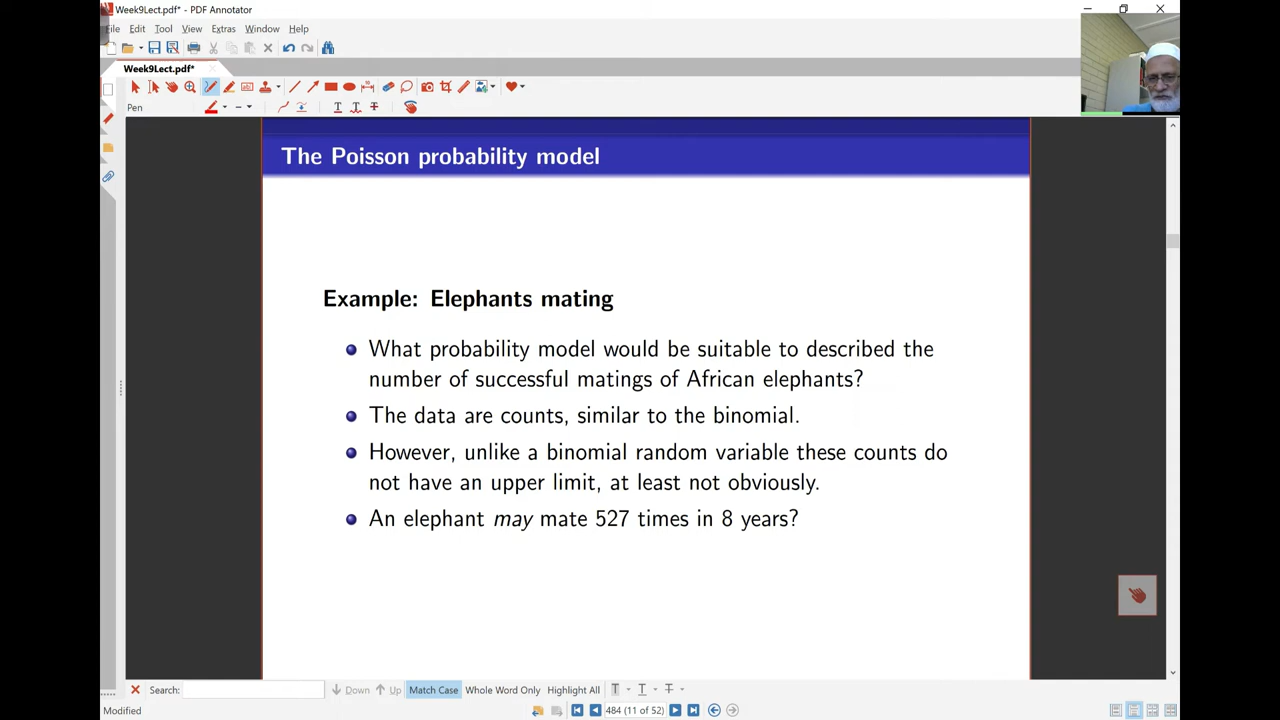 Week9Lect.pdf* - PDF Annotator
File Edit Tool View Extras Window Help
Week9Lect.pdf*
Pen
The Poisson probability model
Example: Elephants mating
What probability model would be suitable to described the
number of successful matings of African elephants?
The data are counts, similar to the binomial.
However, unlike a binomial random variable these counts do
not have an upper limit, at least not obviously.
An elephant may mate 527 times in 8 years?
Search: Down Up Match Case Whole Word Only Highlight All
Modified 484 (11 of 52)